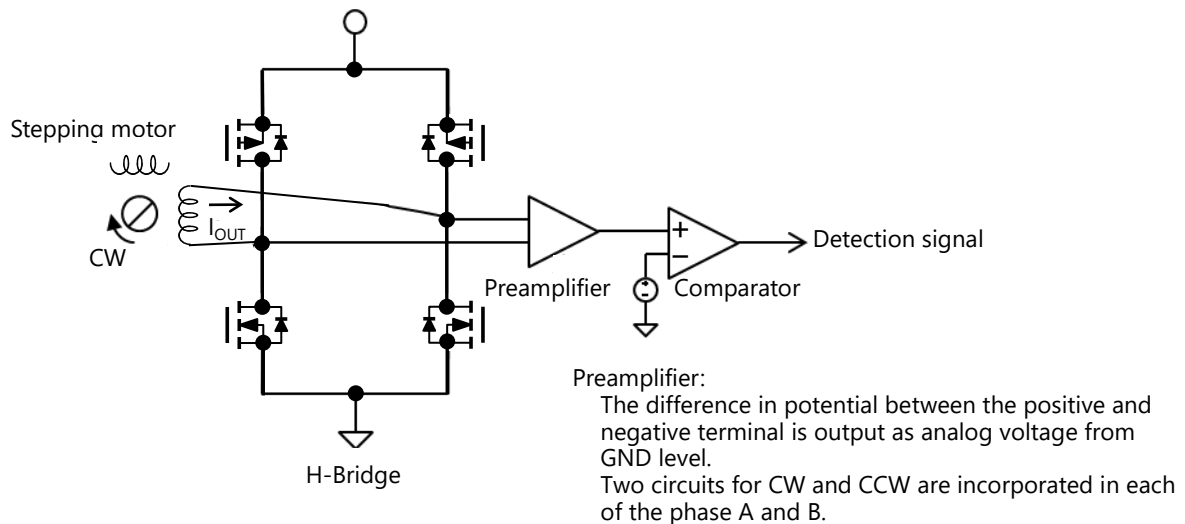 Stepping motor
I_OUT
CW
Preamplifier
+
−
Comparator
Detection signal
H-Bridge
Preamplifier:
The difference in potential between the positive and
negative terminal is output as analog voltage from
GND level.
Two circuits for CW and CCW are incorporated in each
of the phase A and B.